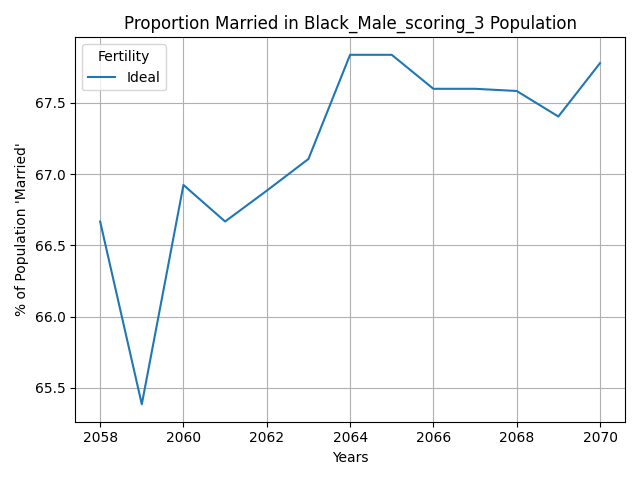 Proportion Married in Black_Male_scoring_3 Population
Fertility
Ideal
% of Population 'Married'
67.5
67.0
66.5
66.0
65.5
2058 2060 2062 2064 2066 2068 2070
Years